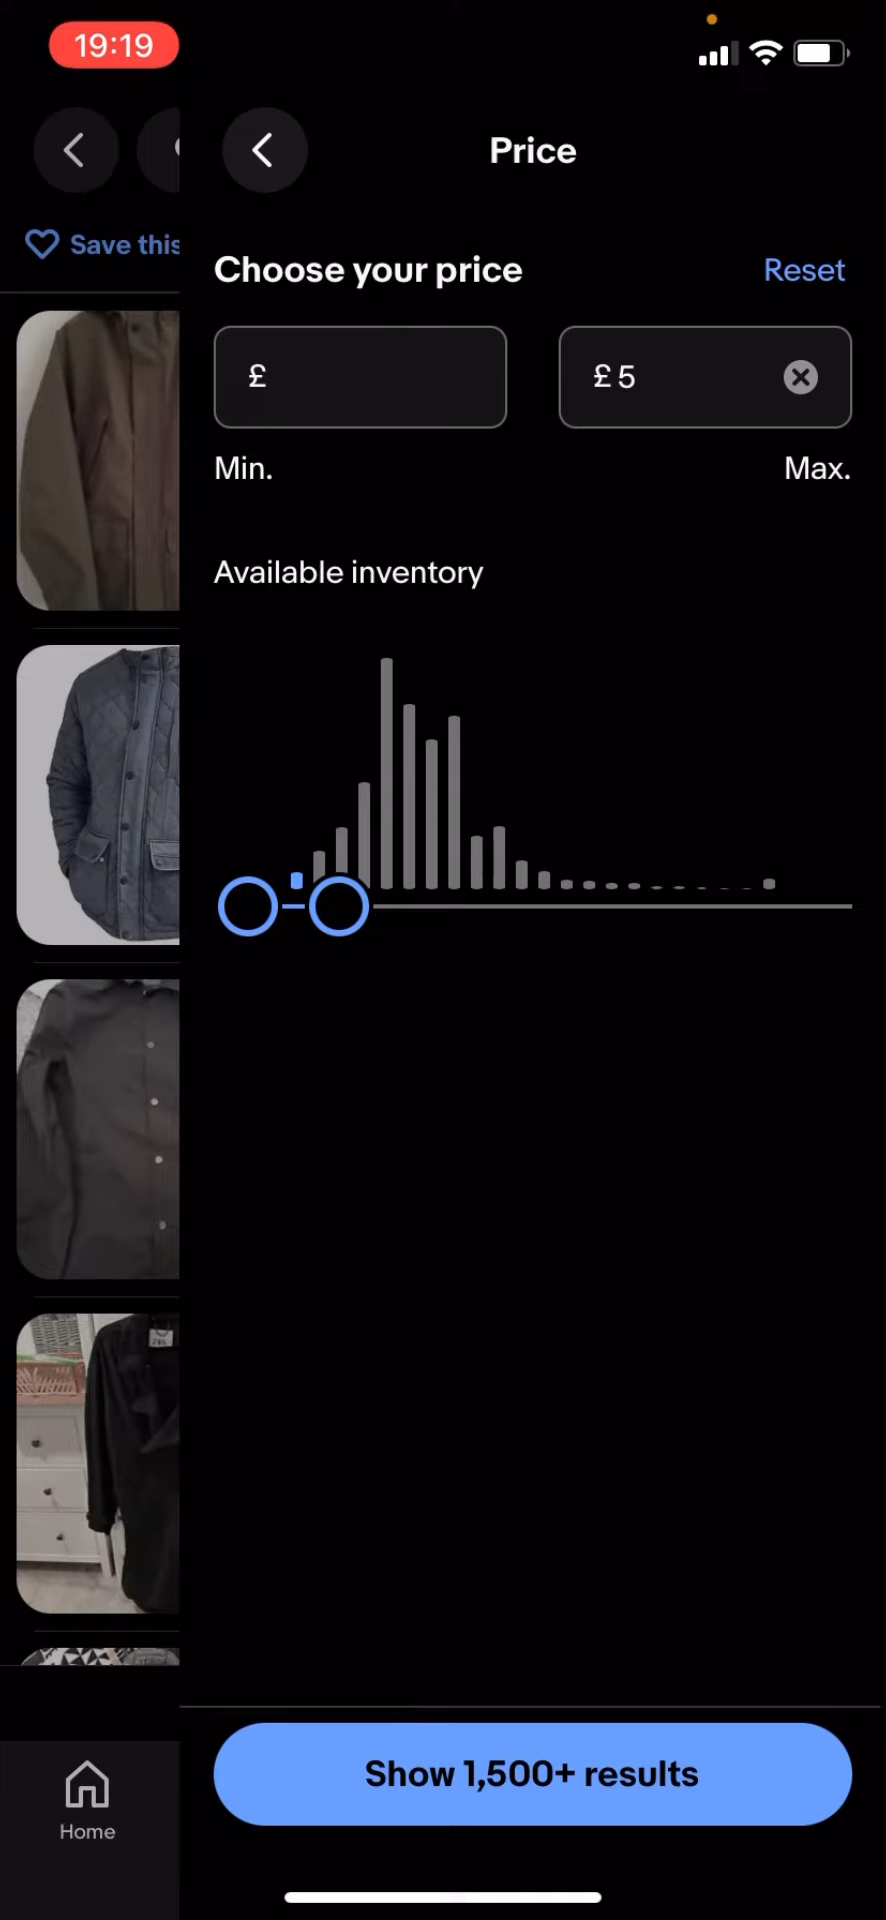 19:19
Price
Save this
Choose your price
Reset
£
£ 5
Min.
Max.
Available inventory
Show 1,500+ results
Home